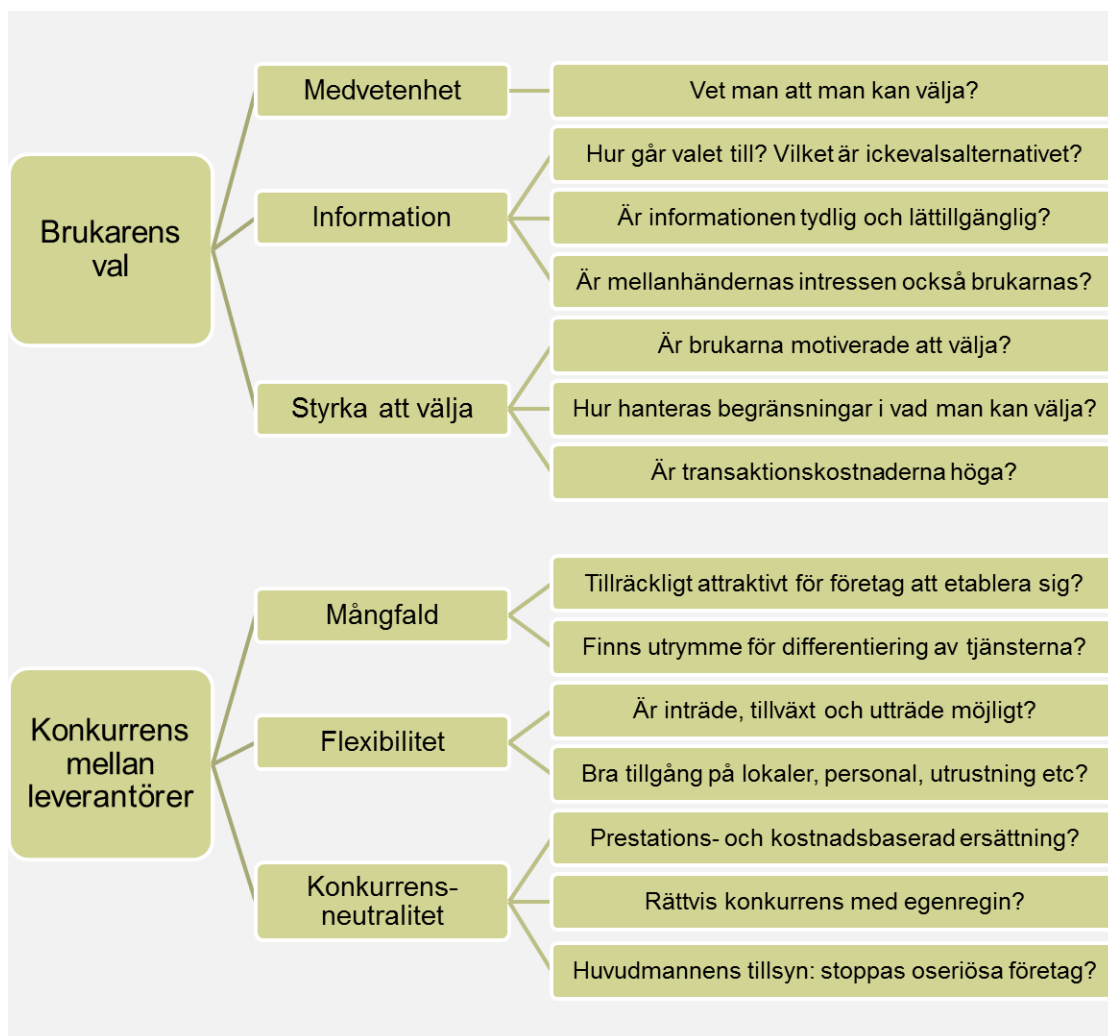 Brukarens
val
Medvetenhet
Vet man att man kan välja?
Information
Hur går valet till? Vilket är ickevalsalternativet?
Är informationen tydlig och lättillgänglig?
Är mellanhändernas intressen också brukarnas?
Styrka att välja
Är brukarna motiverade att välja?
Hur hanteras begränsningar i vad man kan välja?
Är transaktionskostnaderna höga?
Konkurrens
mellan
leverantörer
Mångfald
Tillräckligt attraktivt för företag att etablera sig?
Finns utrymme för differentiering av tjänsterna?
Flexibilitet
Är inträde, tillväxt och utträde möjligt?
Bra tillgång på lokaler, personal, utrustning etc?
Konkurrens-
neutralitet
Prestations- och kostnadsbaserad ersättning?
Rättvis konkurrens med egenregin?
Huvudmannens tillsyn: stoppas oseriösa företag?